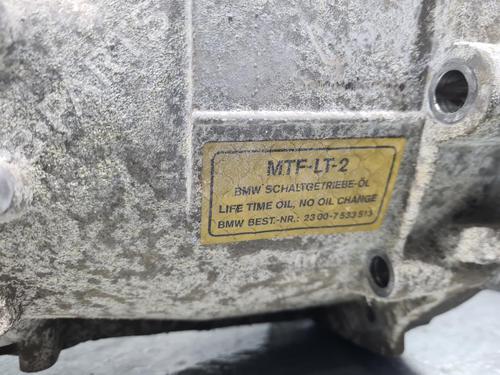 MTF-LT-2
BMW SCHALTGETRIEBE-ÖL
LIFE TIME OIL, NO OIL CHANGE
BMW BEST.-NR.: 23 00-7 533 513